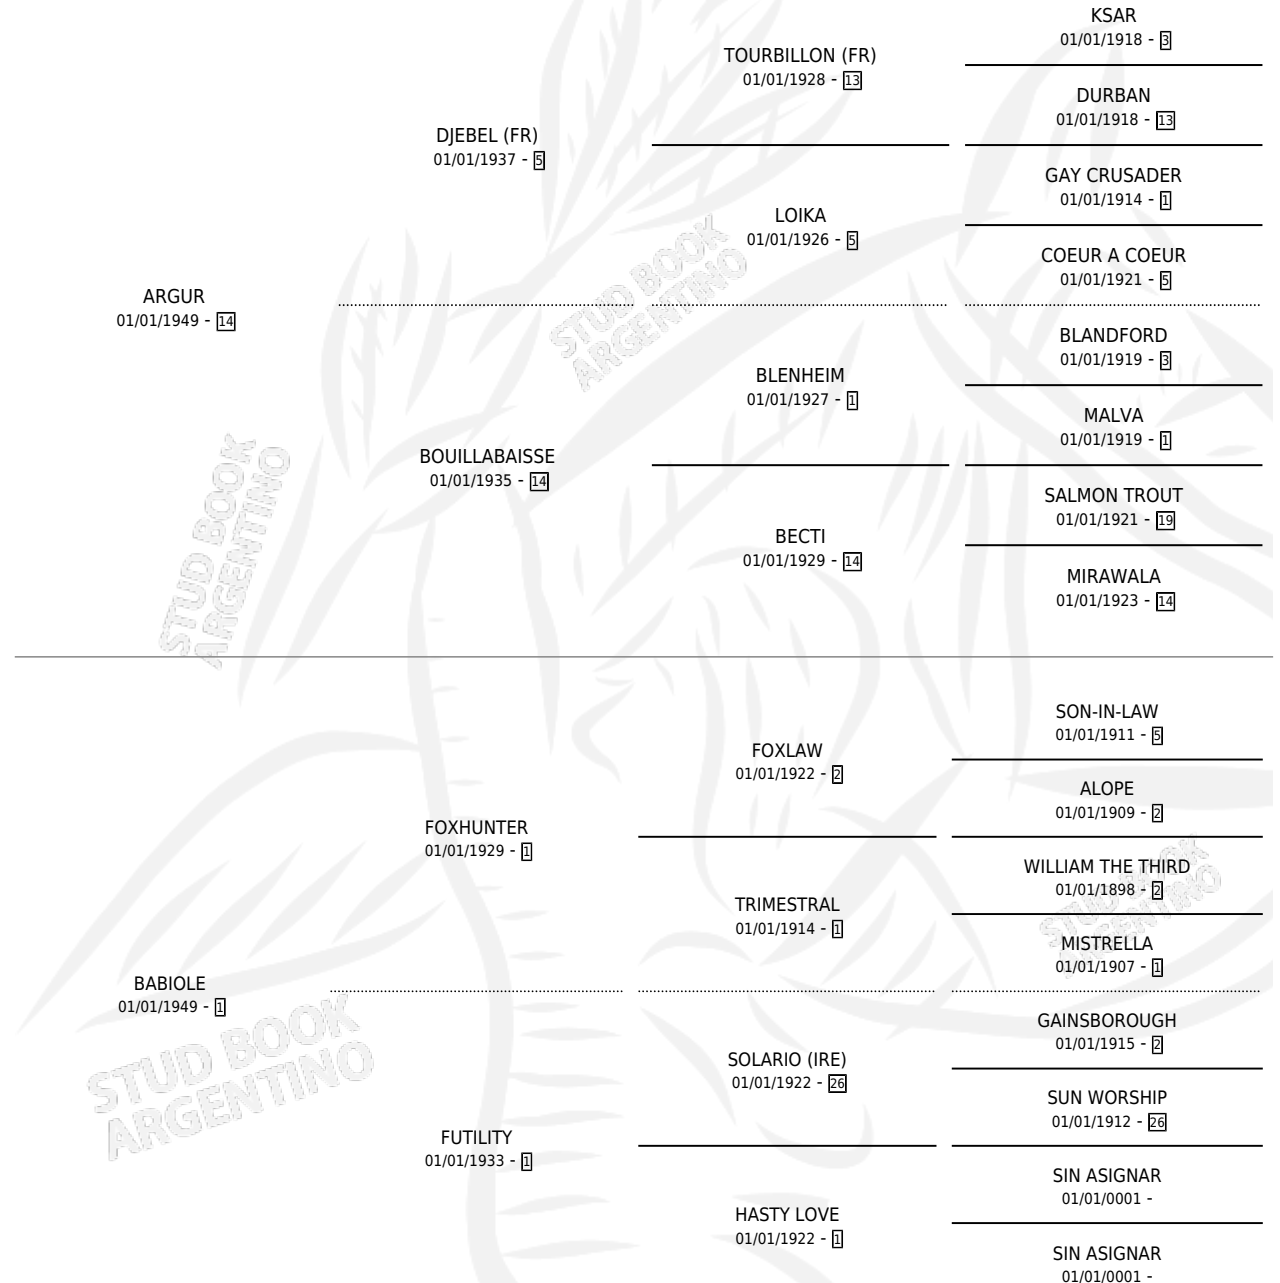 KSAR
01/01/1918 - 3
TOURBILLON (FR)
01/01/1928 - 13
DURBAN
01/01/1918 - 13
DJEBEL (FR)
01/01/1937 - 5
GAY CRUSADER
01/01/1914 - 1
LOIKA
01/01/1926 - 5
COEUR A COEUR
01/01/1921 - 5
ARGUR
01/01/1949 - 14
STUD BOOK
ARGENTINO
BLANDFORD
01/01/1919 - 3
BLENHEIM
01/01/1927 - 1
MALVA
01/01/1919 - 1
BOUILLABAISSE
01/01/1935 - 14
SALMON TROUT
01/01/1921 - 19
BECTI
01/01/1929 - 14
MIRAWALA
01/01/1923 - 14
STUD BOOK
ARGENTINO
SON-IN-LAW
01/01/1911 - 5
FOXLAW
01/01/1922 - 2
ALOPE
01/01/1909 - 2
FOXHUNTER
01/01/1929 - 1
WILLIAM THE THIRD
01/01/1898 - 2
TRIMESTRAL
01/01/1914 - 1
STUD BOOK
ARGENTINO
MISTRELLA
01/01/1907 - 1
BABIOLE
01/01/1949 - 1
GAINSBOROUGH
01/01/1915 - 2
SOLARIO (IRE)
01/01/1922 - 26
SUN WORSHIP
01/01/1912 - 26
STUD BOOK
ARGENTINO
FUTILITY
01/01/1933 - 1
SIN ASIGNAR
01/01/0001 -
HASTY LOVE
01/01/1922 - 1
SIN ASIGNAR
01/01/0001 -